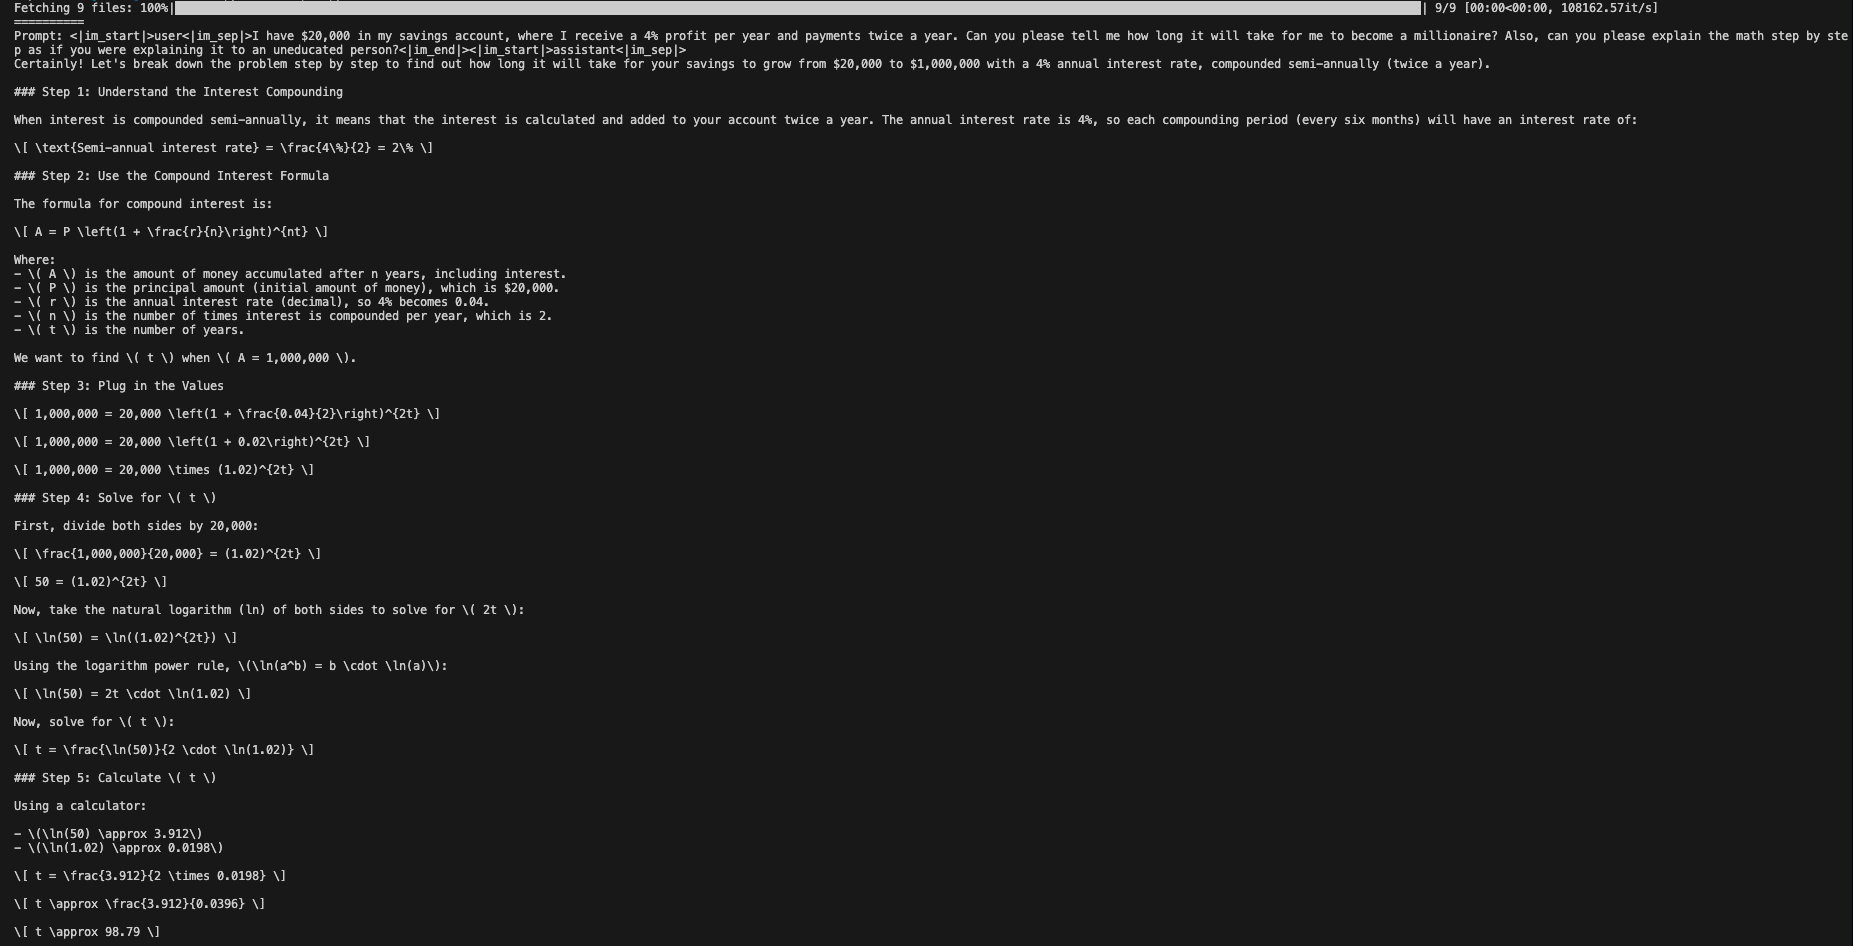 Fetching 9 files: 100%| | 9/9 [00:00<00:00, 108162.57it/s]
==========
Prompt: <|im_start|>user<|im_sep|>I have $20,000 in my savings account, where I receive a 4% profit per year and payments twice a year. Can you please tell me how long it will take for me to become a millionaire? Also, can you please explain the math step by ste
p as if you were explaining it to an uneducated person?<|im_end|><|im_start|>assistant<|im_sep|>
Certainly! Let's break down the problem step by step to find out how long it will take for your savings to grow from $20,000 to $1,000,000 with a 4% annual interest rate, compounded semi-annually (twice a year).
### Step 1: Understand the Interest Compounding
When interest is compounded semi-annually, it means that the interest is calculated and added to your account twice a year. The annual interest rate is 4%, so each compounding period (every six months) will have an interest rate of:
\[ \text{Semi-annual interest rate} = \frac{4\%}{2} = 2\% \]
### Step 2: Use the Compound Interest Formula
The formula for compound interest is:
\[ A = P \left(1 + \frac{r}{n}\right)^{nt} \]
Where:
- \( A \) is the amount of money accumulated after n years, including interest.
- \( P \) is the principal amount (initial amount of money), which is $20,000.
- \( r \) is the annual interest rate (decimal), so 4% becomes 0.04.
- \( n \) is the number of times interest is compounded per year, which is 2.
- \( t \) is the number of years.
We want to find \( t \) when \( A = 1,000,000 \).
### Step 3: Plug in the Values
\[ 1,000,000 = 20,000 \left(1 + \frac{0.04}{2}\right)^{2t} \]
\[ 1,000,000 = 20,000 \left(1 + 0.02\right)^{2t} \]
\[ 1,000,000 = 20,000 \times (1.02)^{2t} \]
### Step 4: Solve for \( t \)
First, divide both sides by 20,000:
\[ \frac{1,000,000}{20,000} = (1.02)^{2t} \]
\[ 50 = (1.02)^{2t} \]
Now, take the natural logarithm (ln) of both sides to solve for \( 2t \):
\[ \ln(50) = \ln((1.02)^{2t}) \]
Using the logarithm power rule, \(\ln(a^b) = b \cdot \ln(a)\):
\[ \ln(50) = 2t \cdot \ln(1.02) \]
Now, solve for \( t \):
\[ t = \frac{\ln(50)}{2 \cdot \ln(1.02)} \]
### Step 5: Calculate \( t \)
Using a calculator:
- \(\ln(50) \approx 3.912\)
- \(\ln(1.02) \approx 0.0198\)
\[ t = \frac{3.912}{2 \times 0.0198} \]
\[ t \approx \frac{3.912}{0.0396} \]
\[ t \approx 98.79 \]